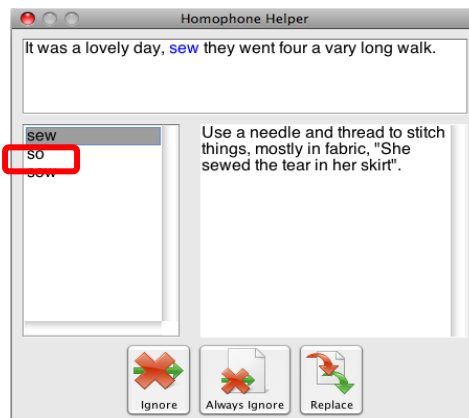 Homophone Helper
It was a lovely day, sew they went four a vary long walk.
sew
so
sow
Use a needle and thread to stitch
things, mostly in fabric, "She
sewed the tear in her skirt".
Ignore
Always Ignore
Replace